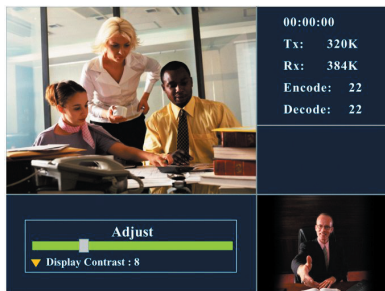 00:00:00
Tx: 320K
Rx: 384K
Encode: 22
Decode: 22
Adjust
Display Contrast : 8